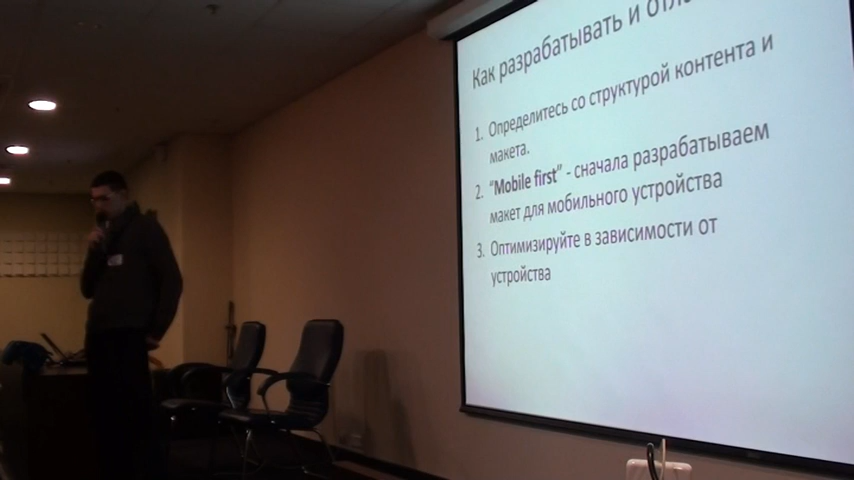 Как разрабатывать и
1. Определитесь со структурой контента и
макета.
2. "Mobile first" - сначала разрабатываем
макет для мобильного устройства
3. Оптимизируйте в зависимости от
устройства